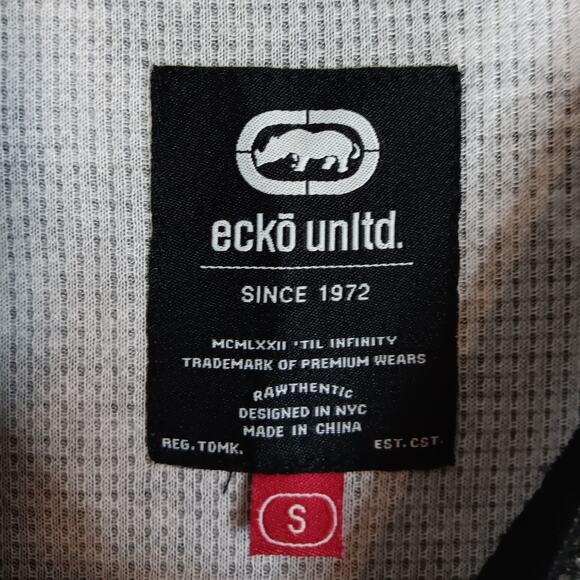 eckō unltd.
SINCE 1972
MCMLXXII 'TIL INFINITY
TRADEMARK OF PREMIUM WEARS
RAWTHENTIC
DESIGNED IN NYC
MADE IN CHINA
REG. TDMK. EST. CST.
S